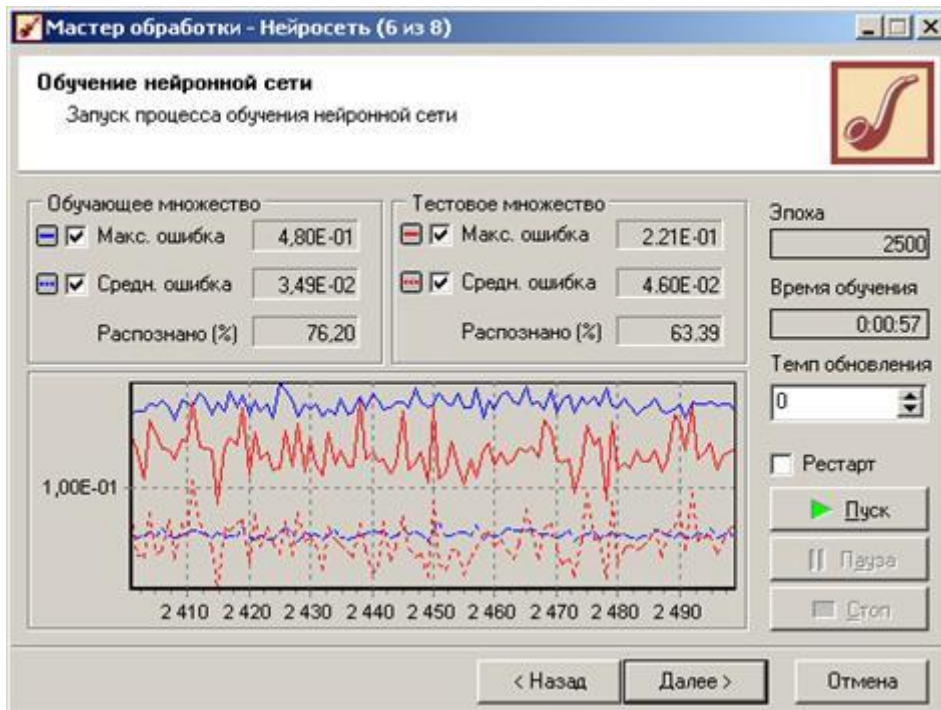 Мастер обработки - Нейросеть (6 из 8)
Обучение нейронной сети
Запуск процесса обучения нейронной сети
Обучающее множество
Макс. ошибка 4,80E-01
Средн. ошибка 3,49E-02
Распознано (%) 76,20
Тестовое множество
Макс. ошибка 2.21E-01
Средн. ошибка 4.60E-02
Распознано (%) 63.39
Эпоха
2500
Время обучения
0:00:57
Темп обновления
0
Рестарт
Пуск
Пауза
Стоп
1,00E-01
2 410 2 420 2 430 2 440 2 450 2 460 2 470 2 480 2 490
< Назад Далее > Отмена